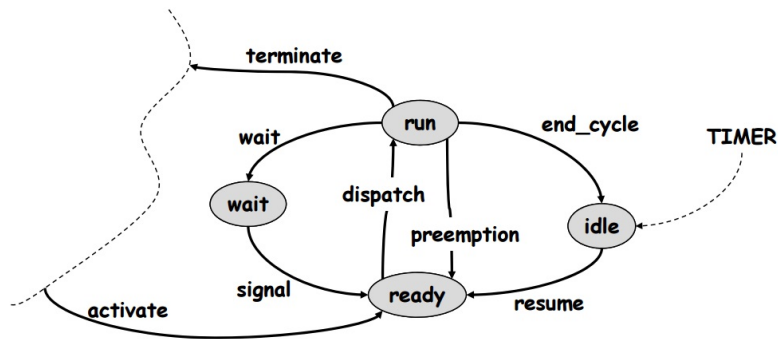 terminate
run
end_cycle
TIMER
wait
dispatch
wait
preemption
idle
signal
ready
resume
activate